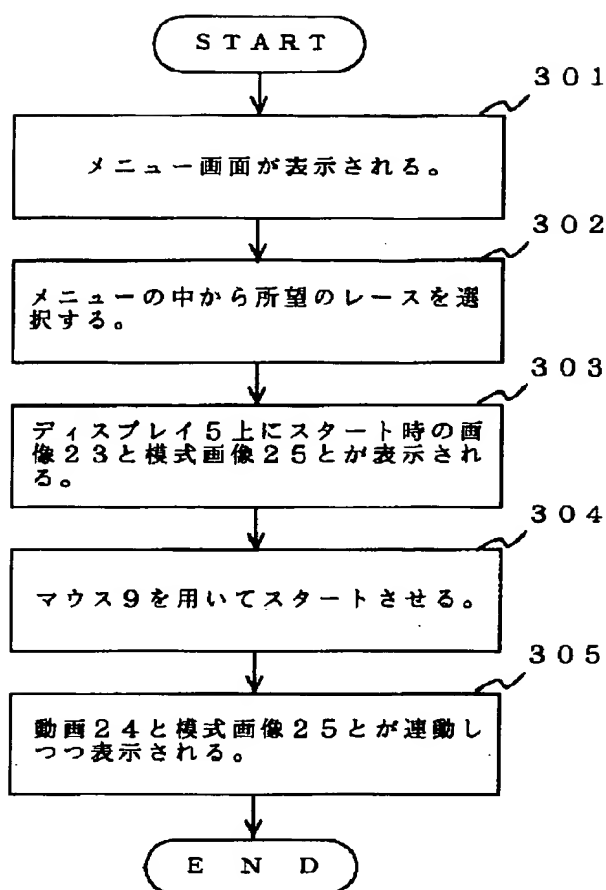 ＳＴＡＲＴ
３０１
メニュー画面が表示される。
３０２
メニューの中から所望のレースを選
択する。
３０３
ディスプレイ５上にスタート時の画
像２３と模式画像２５とが表示され
る。
３０４
マウス９を用いてスタートさせる。
３０５
動画２４と模式画像２５とが連動し
つつ表示される。
ＥＮＤ